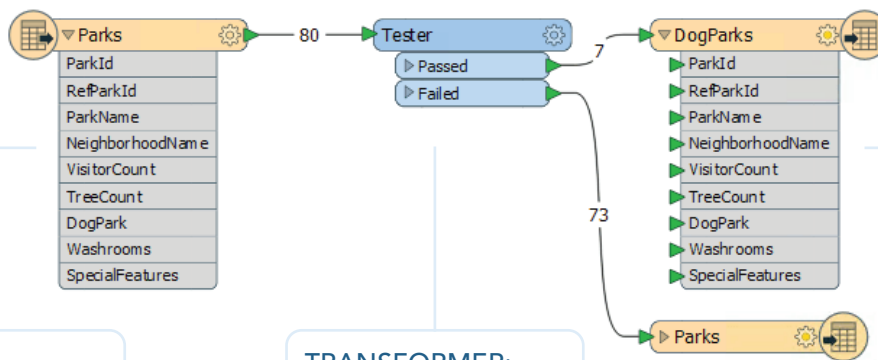 Parks
ParkId
RefParkId
ParkName
NeighborhoodName
VisitorCount
TreeCount
DogPark
Washrooms
SpecialFeatures
80
Tester
Passed
Failed
7
73
DogParks
ParkId
RefParkId
ParkName
NeighborhoodName
VisitorCount
TreeCount
DogPark
Washrooms
SpecialFeatures
Parks
TRANSFORMER: